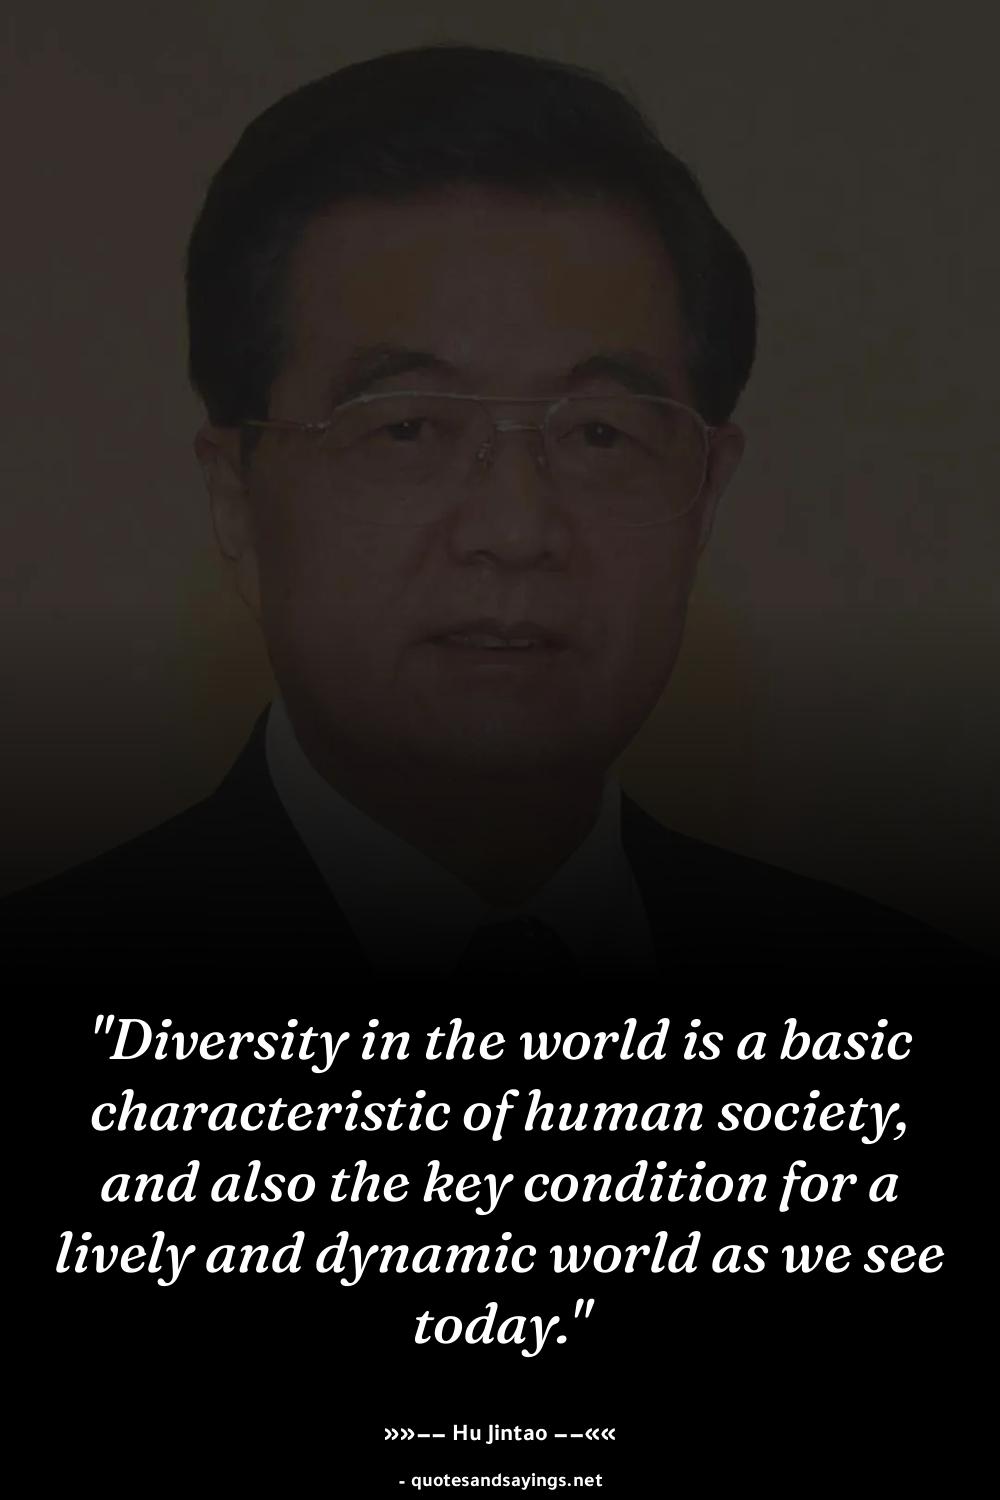 "Diversity in the world is a basic
characteristic of human society,
and also the key condition for a
lively and dynamic world as we see
today."
»»–– Hu Jintao ––««
- quotesandsayings.net